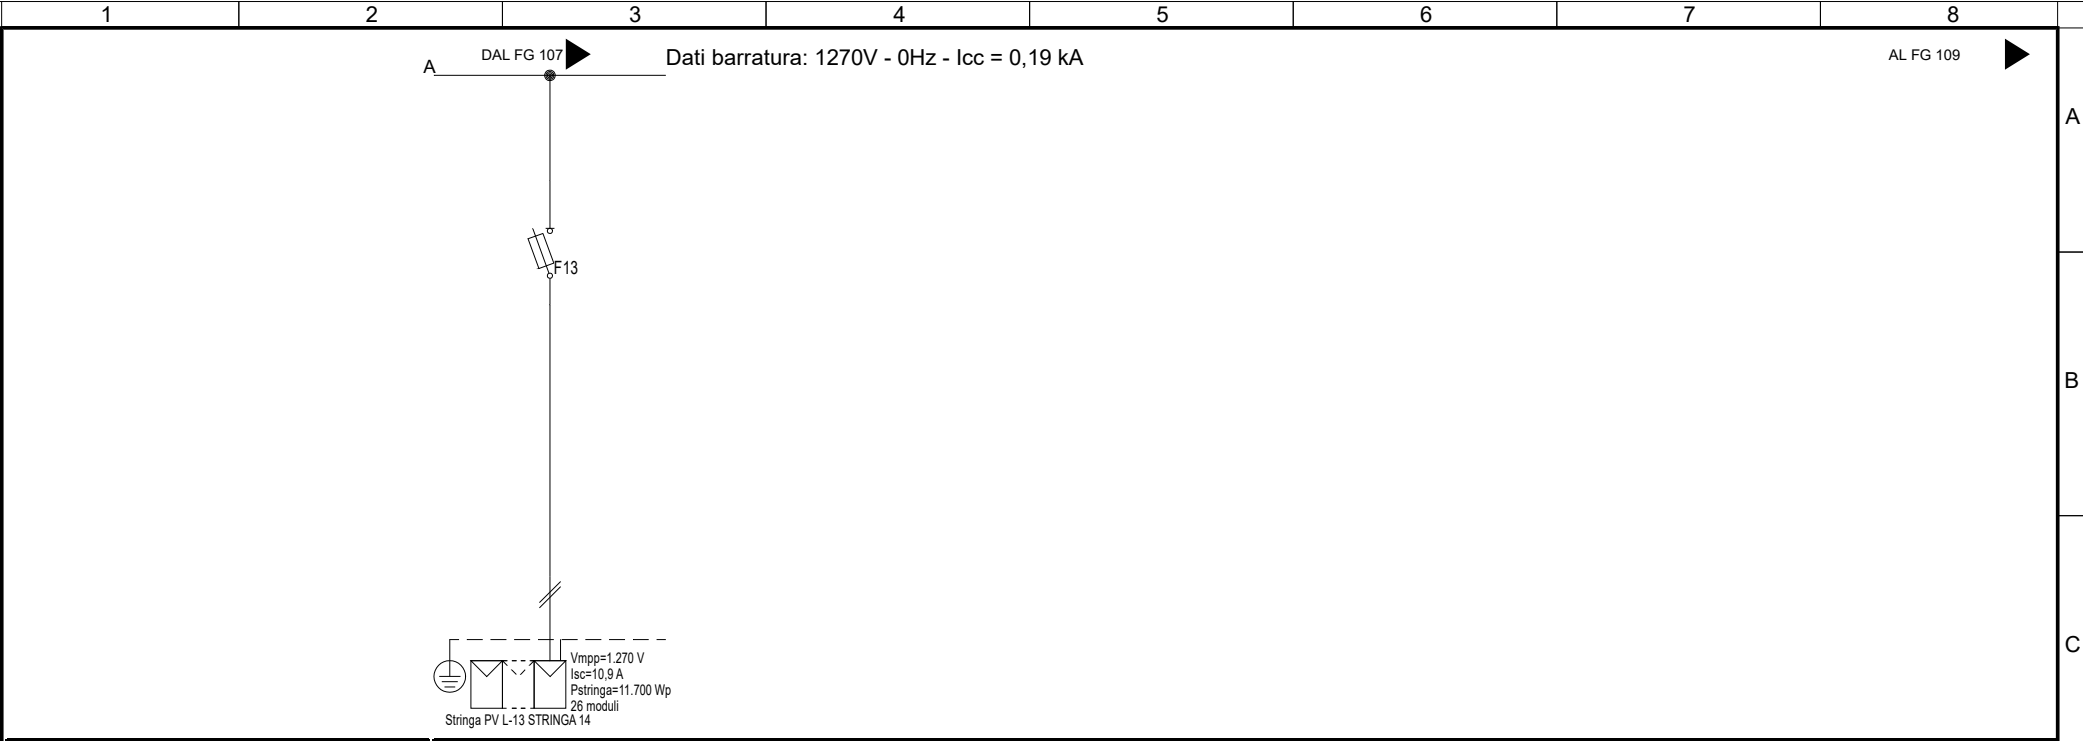 1 2 3 4 5 6 7 8
DAL FG 107
Dati barratura: 1270V - 0Hz - Icc = 0,19 kA
AL FG 109
A
A
F13
B
C
Vmpp=1.270 V
Isc=10,9 A
Pstringa=11.700 Wp
26 moduli
Stringa PV L-13 STRINGA 14